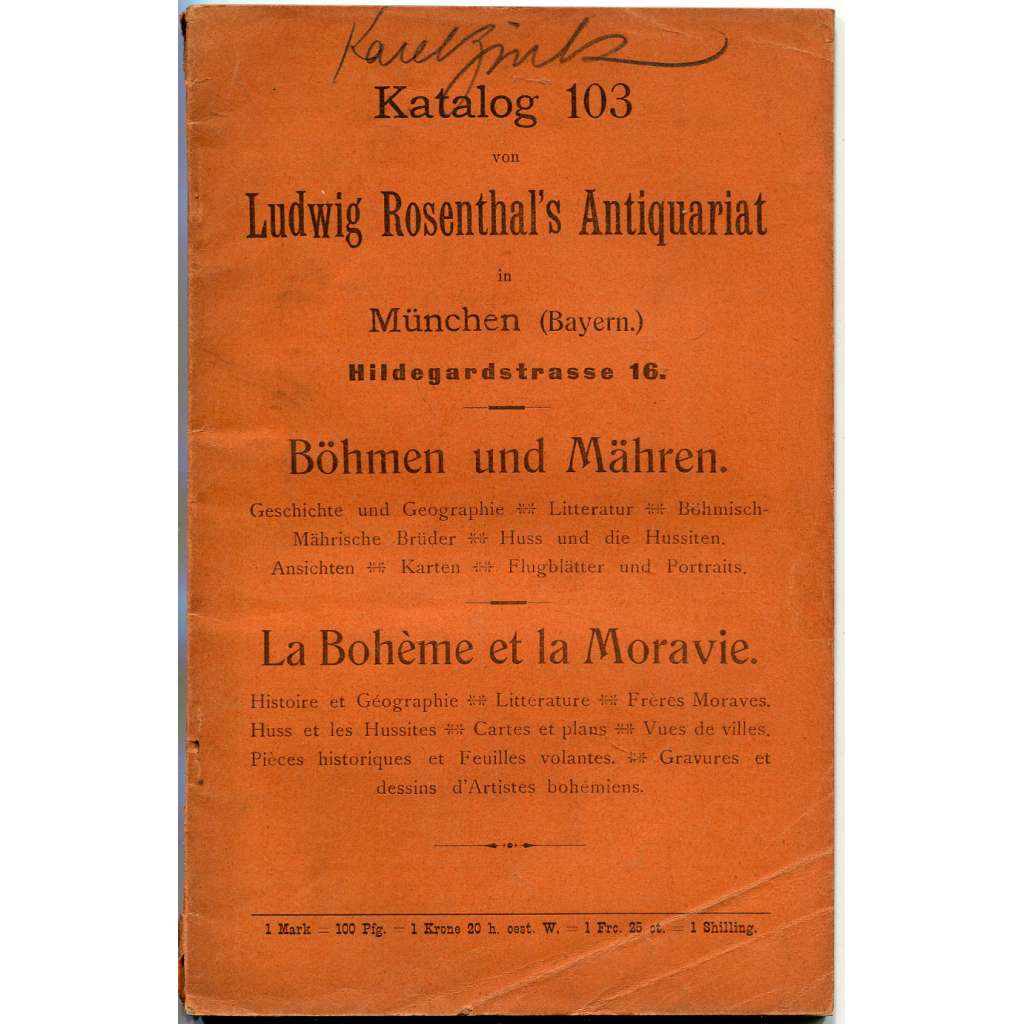 Katalog 103
von
Ludwig Rosenthal's Antiquariat
in
München (Bayern.)
Hildegardstrasse 16.
Böhmen und Mähren.
Geschichte und Geographie ⁜ Litteratur ⁜ Böhmisch-
Mährische Brüder ⁜ Huss und die Hussiten.
Ansichten ⁜ Karten ⁜ Flugblätter und Portraits.
La Bohème et la Moravie.
Histoire et Géographie ⁜ Littérature ⁜ Frères Moraves.
Huss et les Hussites ⁜ Cartes et plans ⁜ Vues de villes.
Pièces historiques et Feuilles volantes. ⁜ Gravures et
dessins d'Artistes bohémiens.
1 Mark = 100 Pfg. = 1 Krone 20 h. oest. W. = 1 Frc. 25 ct. = 1 Shilling.